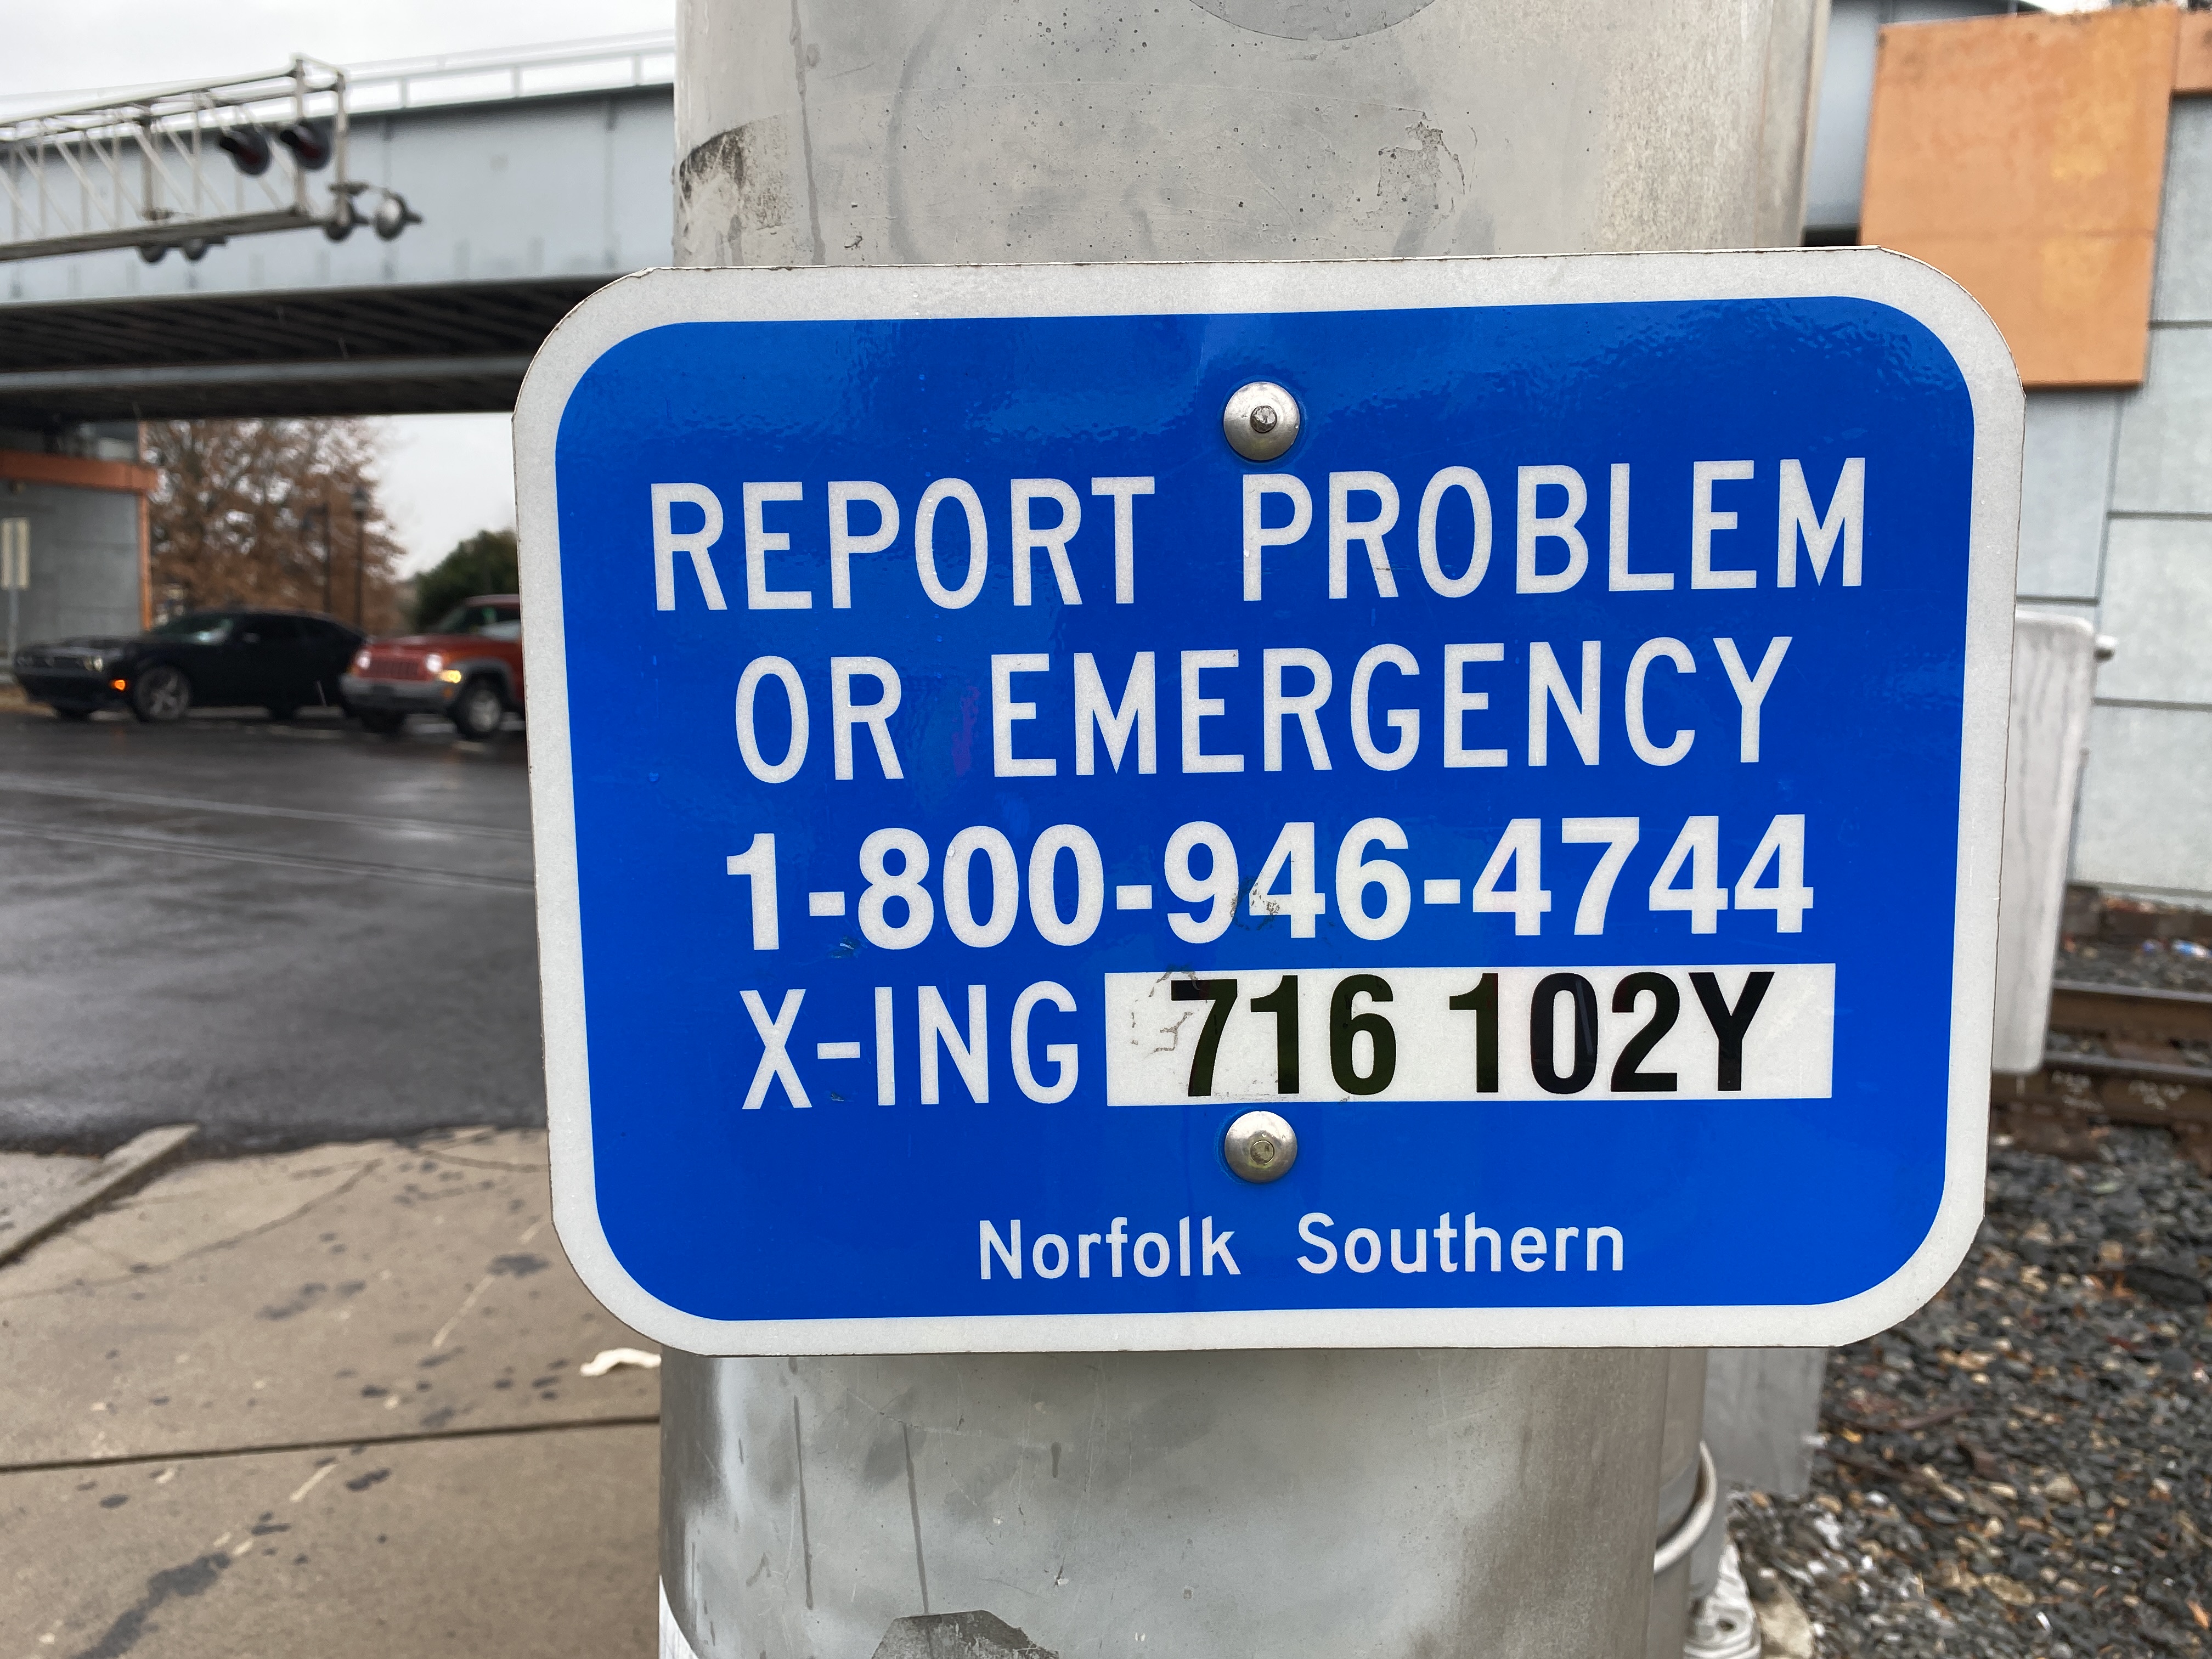 REPORT PROBLEM
OR EMERGENCY
1-800-946-4744
X-ING 716 102Y
Norfolk Southern